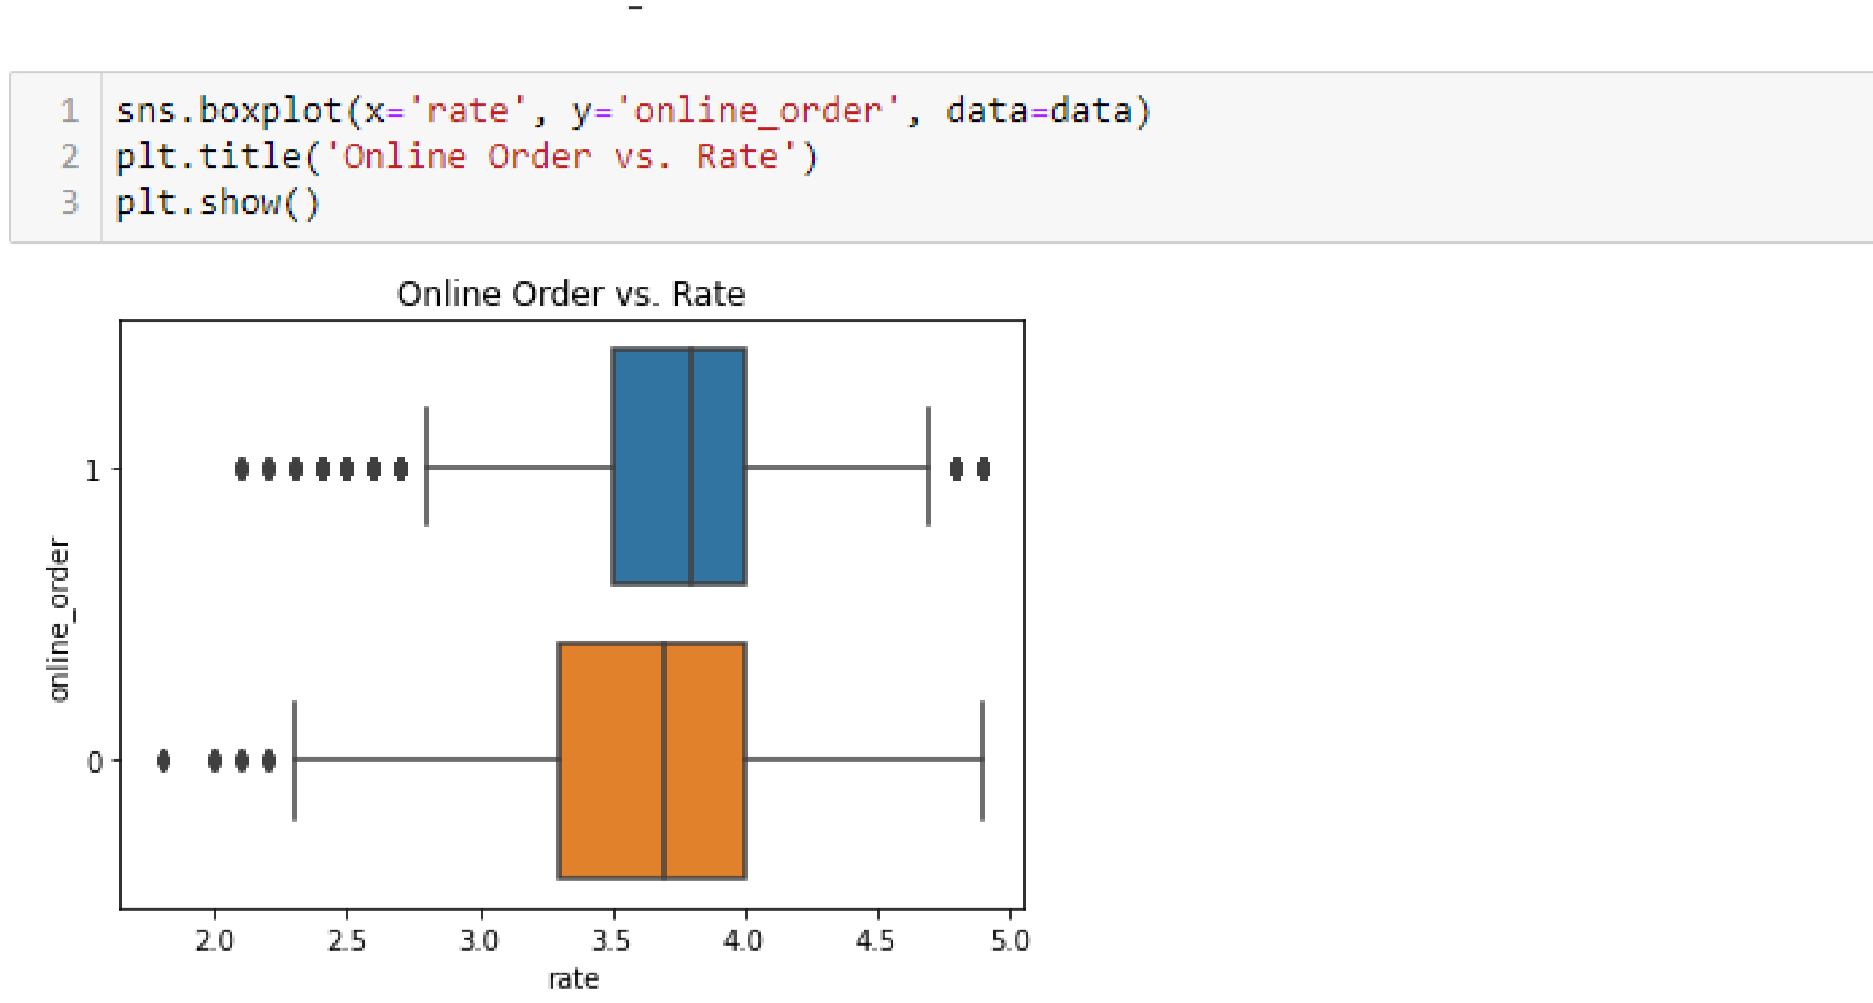 1 sns.boxplot(x='rate', y='online_order', data=data)
2 plt.title('Online Order vs. Rate')
3 plt.show()
Online Order vs. Rate
1
online_order
0
2.0 2.5 3.0 3.5 4.0 4.5 5.0
rate